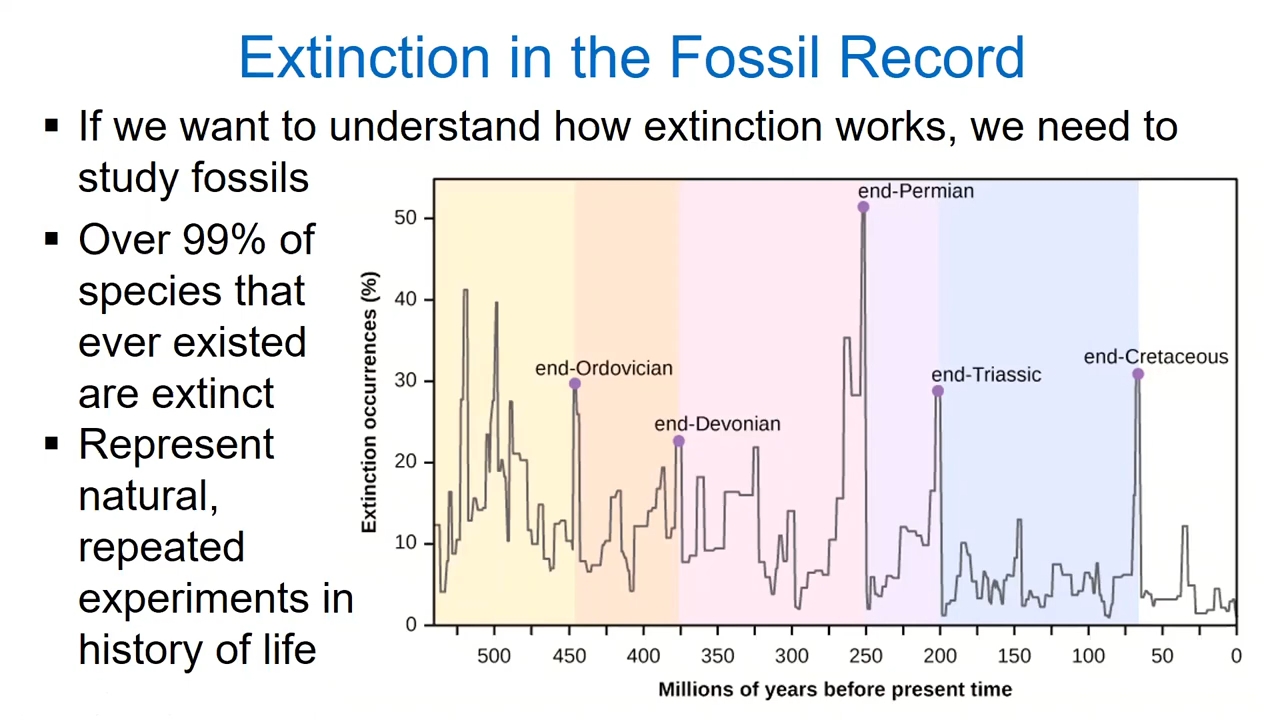 Extinction in the Fossil Record
▪ If we want to understand how extinction works, we need to
study fossils
▪ Over 99% of
species that
ever existed
are extinct
▪ Represent
natural,
repeated
experiments in
history of life
end-Permian
end-Cretaceous
end-Ordovician
end-Triassic
end-Devonian
Extinction occurrences (%)
50
40
30
20
10
0
500 450 400 350 300 250 200 150 100 50 0
Millions of years before present time